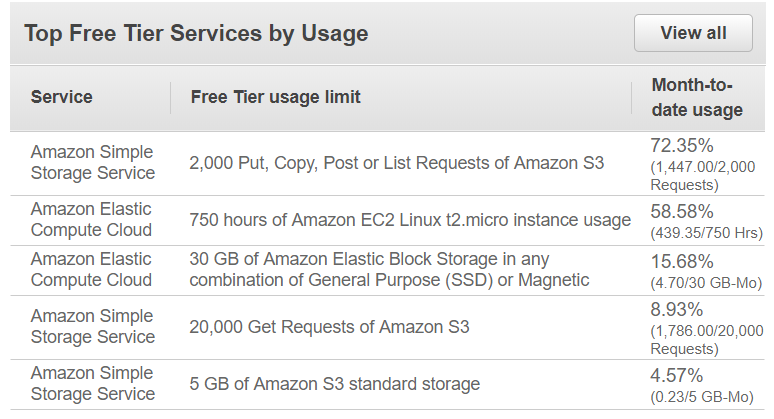 Top Free Tier Services by Usage
View all
Service
Free Tier usage limit
Month-to-
date usage
Amazon Simple
Storage Service
2,000 Put, Copy, Post or List Requests of Amazon S3
72.35%
(1,447.00/2,000
Requests)
Amazon Elastic
Compute Cloud
750 hours of Amazon EC2 Linux t2.micro instance usage
58.58%
(439.35/750 Hrs)
Amazon Elastic
Compute Cloud
30 GB of Amazon Elastic Block Storage in any
combination of General Purpose (SSD) or Magnetic
15.68%
(4.70/30 GB-Mo)
Amazon Simple
Storage Service
20,000 Get Requests of Amazon S3
8.93%
(1,786.00/20,000
Requests)
Amazon Simple
Storage Service
5 GB of Amazon S3 standard storage
4.57%
(0.23/5 GB-Mo)